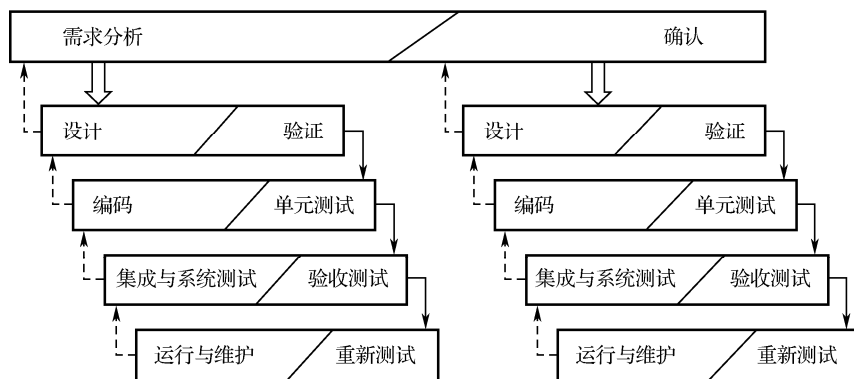 需求分析 确认
设计 验证 设计 验证
编码 单元测试 编码 单元测试
集成与系统测试 验收测试 集成与系统测试 验收测试
运行与维护 重新测试 运行与维护 重新测试